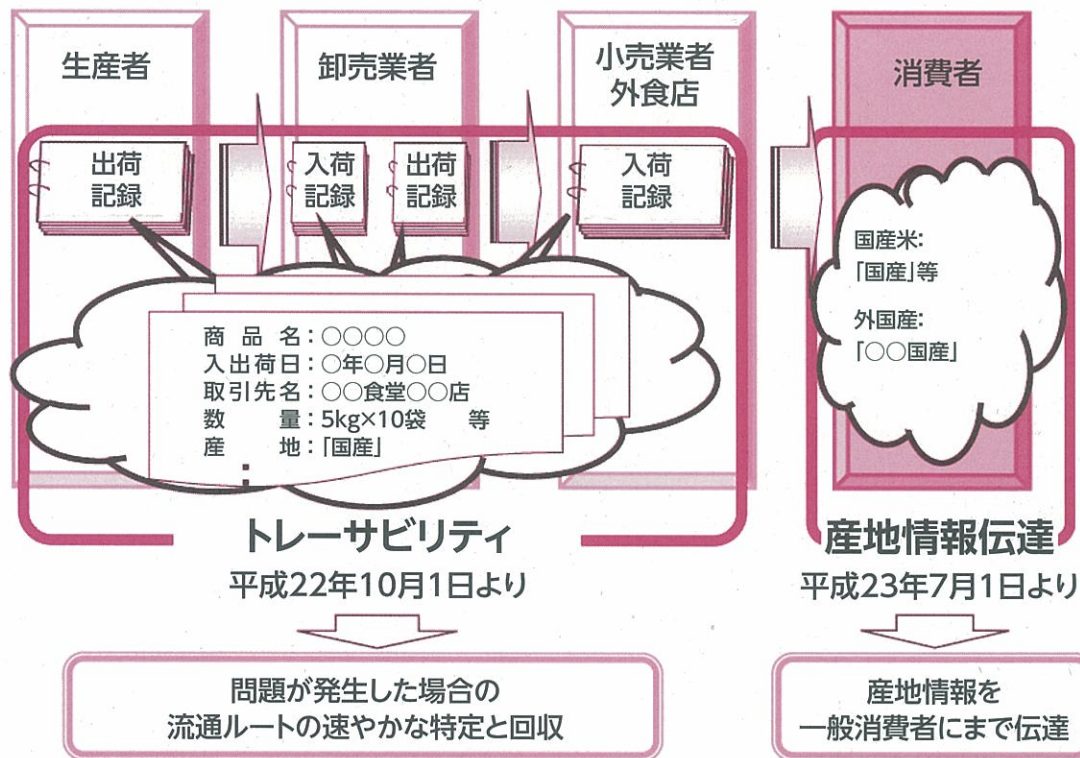 生産者
卸売業者
小売業者
外食店
消費者
出荷
記録
入荷
記録
出荷
記録
入荷
記録
商品名：○○○○
入出荷日：○年○月○日
取引先名：○○食堂○○店
数量：5kg×10袋 等
産地：「国産」
：
国産米：
「国産」等
外国産：
「○○国産」
トレーサビリティ
平成22年10月1日より
産地情報伝達
平成23年7月1日より
問題が発生した場合の
流通ルートの速やかな特定と回収
産地情報を
一般消費者にまで伝達